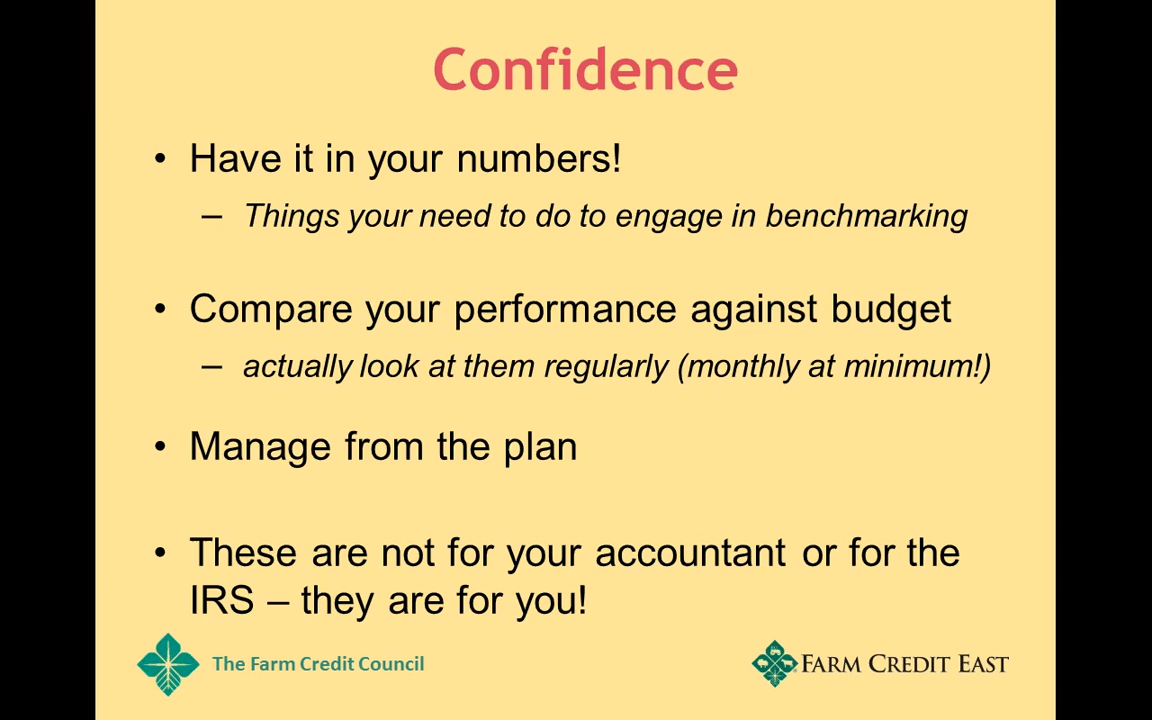 Confidence
• Have it in your numbers!
– Things your need to do to engage in benchmarking
• Compare your performance against budget
– actually look at them regularly (monthly at minimum!)
• Manage from the plan
• These are not for your accountant or for the
IRS – they are for you!
The Farm Credit Council
FARM CREDIT EAST